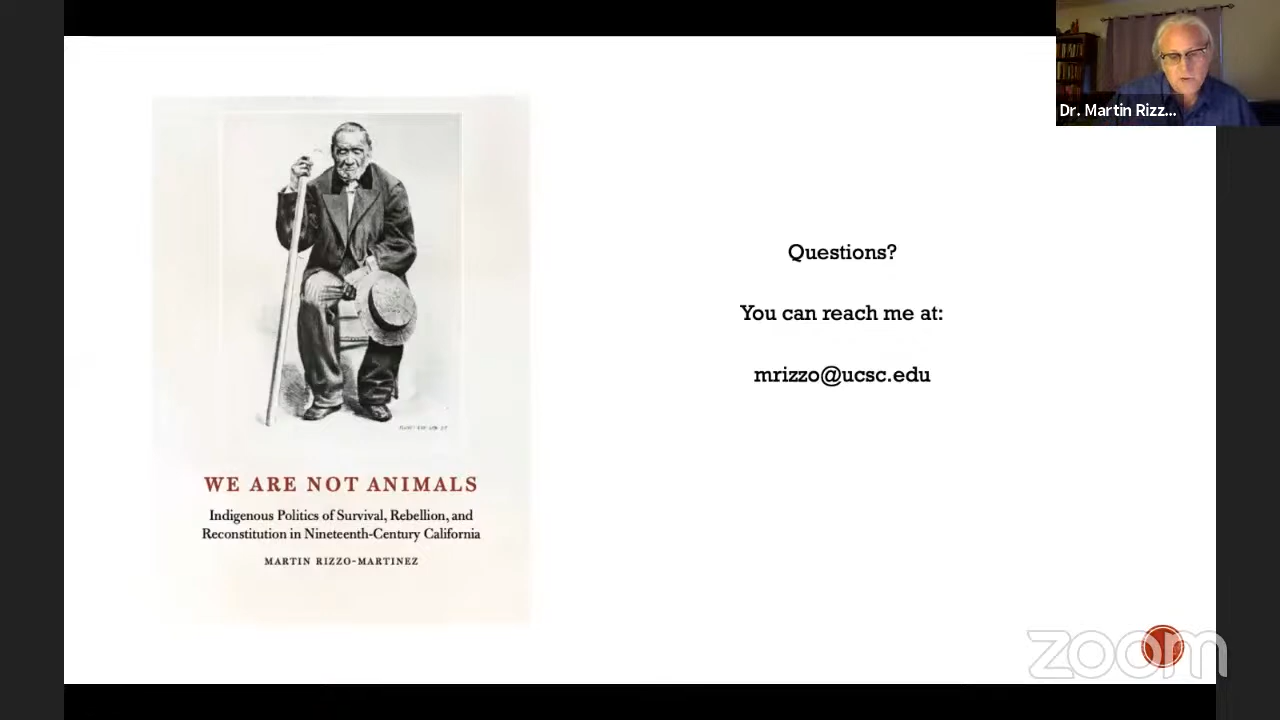 Dr. Martin Rizz...
Questions?
You can reach me at:
mrizzo@ucsc.edu
WE ARE NOT ANIMALS
Indigenous Politics of Survival, Rebellion, and
Reconstitution in Nineteenth-Century California
MARTIN RIZZO-MARTINEZ
zoom